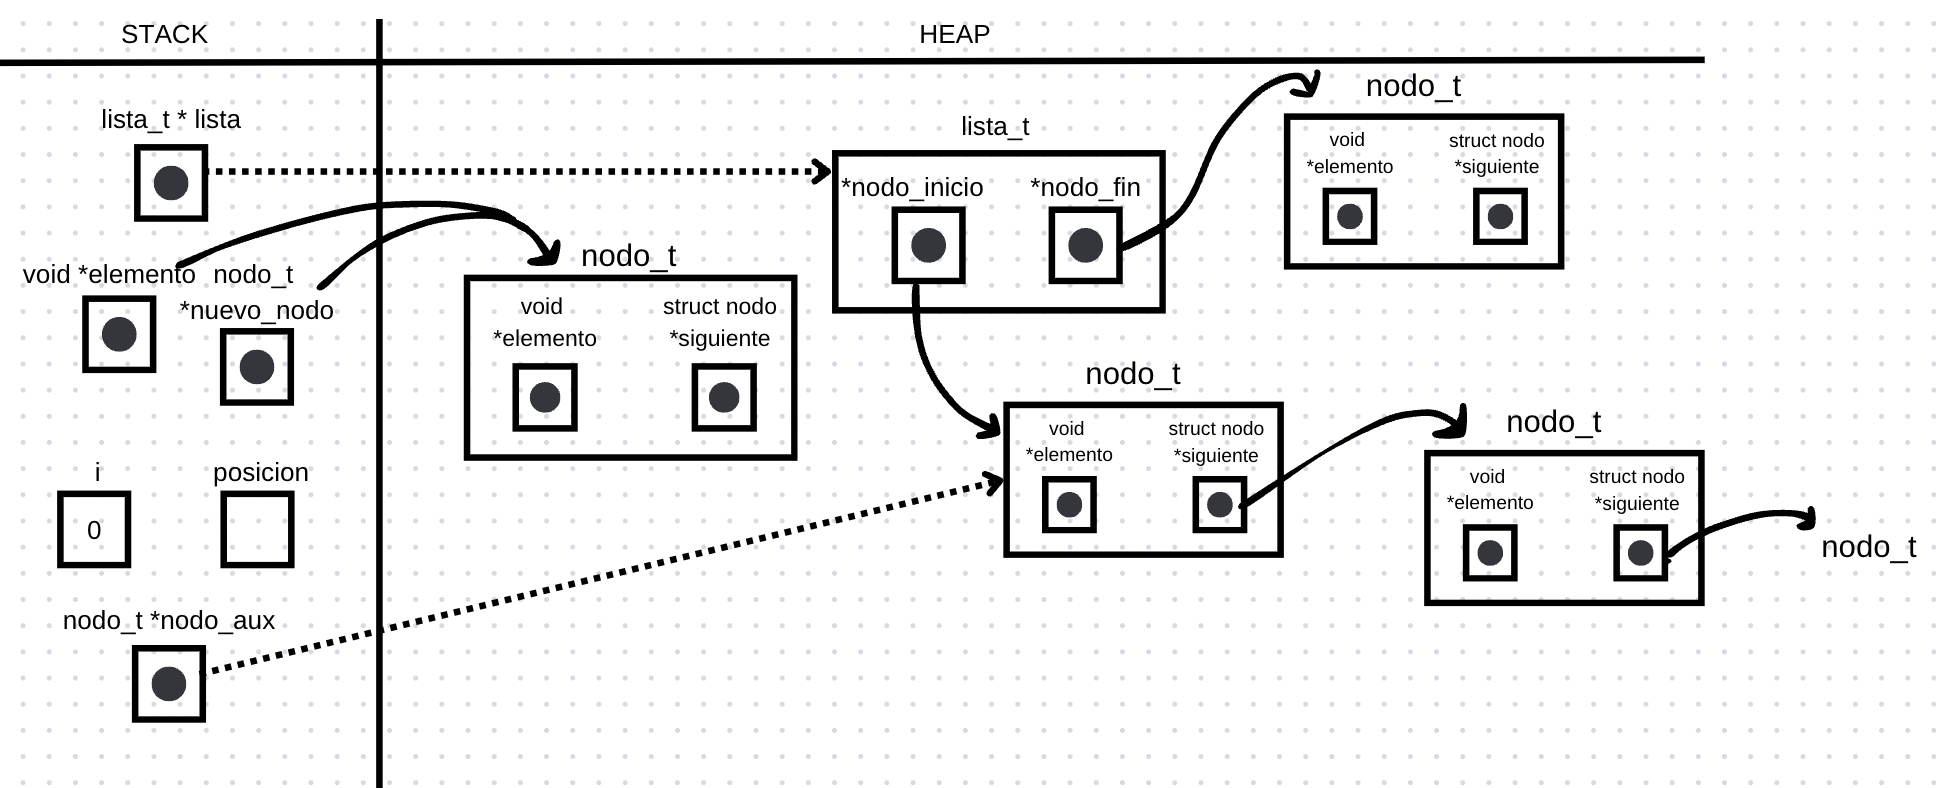 STACK
HEAP
lista_t * lista
void *elemento
nodo_t
*nuevo_nodo
i
posicion
0
nodo_t *nodo_aux
nodo_t
void
*elemento
struct nodo
*siguiente
lista_t
*nodo_inicio
*nodo_fin
nodo_t
void
*elemento
struct nodo
*siguiente
nodo_t
void
*elemento
struct nodo
*siguiente
nodo_t
void
*elemento
struct nodo
*siguiente
nodo_t